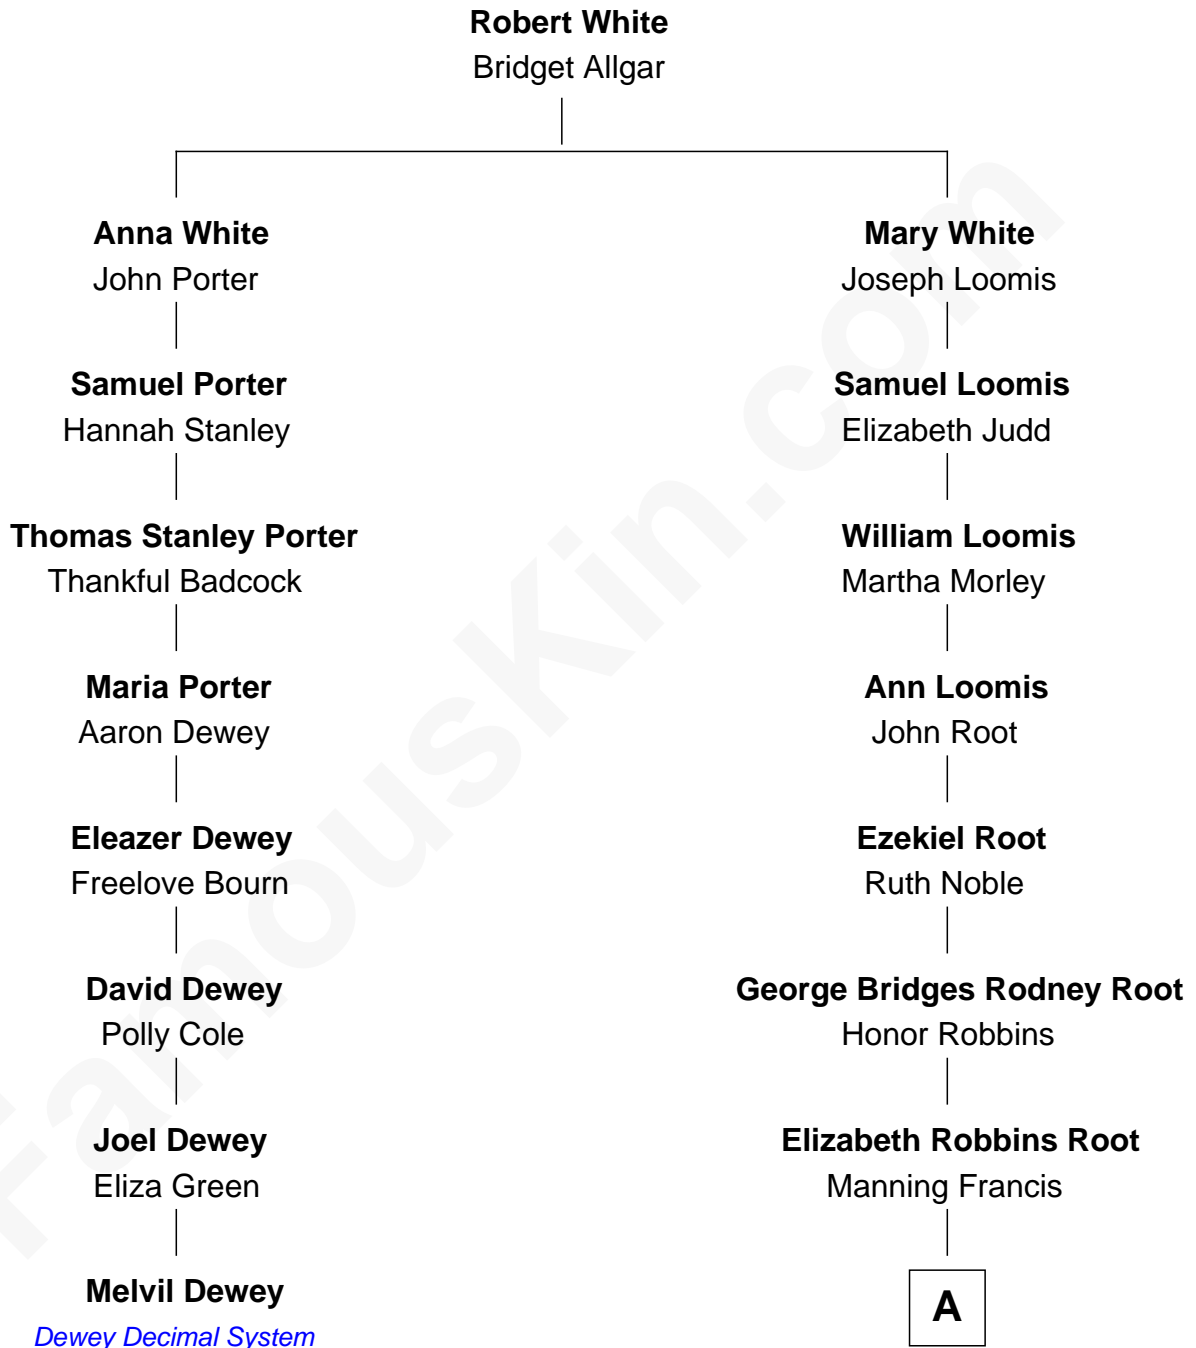 Robert White
Bridget Allgar
Anna White
John Porter
Mary White
Joseph Loomis
Samuel Porter
Hannah Stanley
Samuel Loomis
Elizabeth Judd
Thomas Stanley Porter
Thankful Badcock
William Loomis
Martha Morley
Maria Porter
Aaron Dewey
Ann Loomis
John Root
Eleazer Dewey
Freelove Bourn
Ezekiel Root
Ruth Noble
David Dewey
Polly Cole
George Bridges Rodney Root
Honor Robbins
Joel Dewey
Eliza Green
Elizabeth Robbins Root
Manning Francis
Melvil Dewey
Dewey Decimal System
A
FamousKin.com